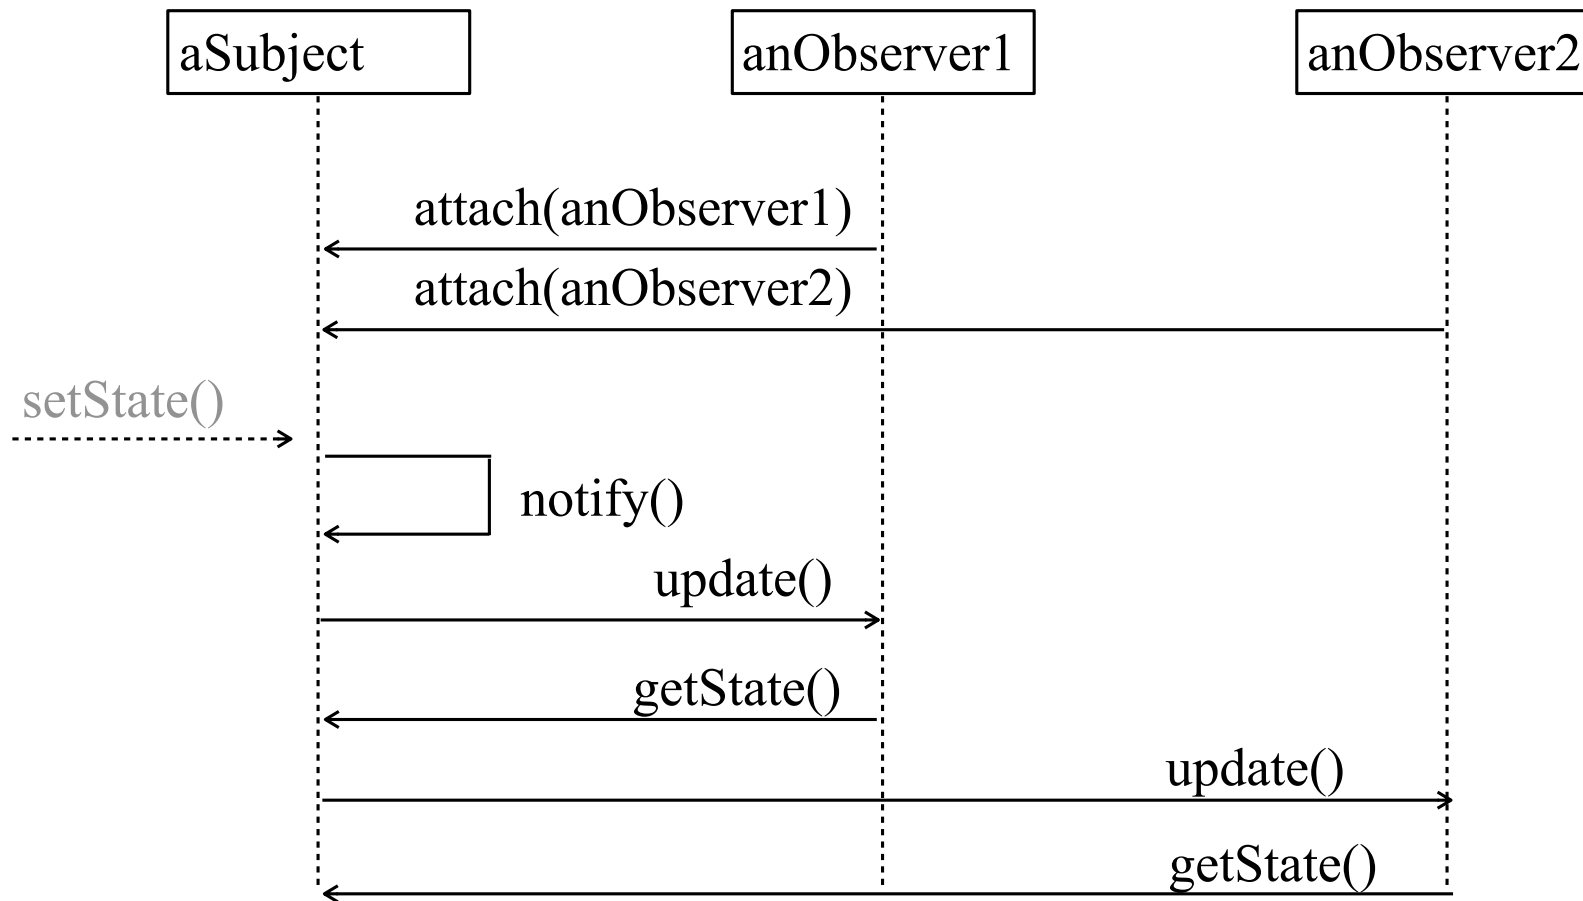 aSubject
anObserver1
anObserver2
attach(anObserver1)
attach(anObserver2)
setState()
notify()
update()
getState()
update()
getState()